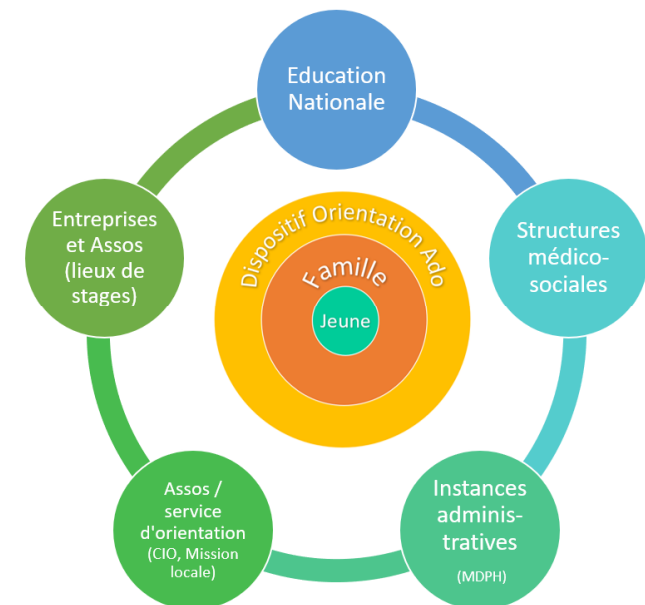 Education
Nationale
Structures
médico-
sociales
Instances
adminis-
tratives
(MDPH)
Assos /
service
d'orientation
(CIO, Mission
locale)
Entreprises
et Assos
(lieux de
stages)
Dispositif Orientation Ado
Famille
Jeune